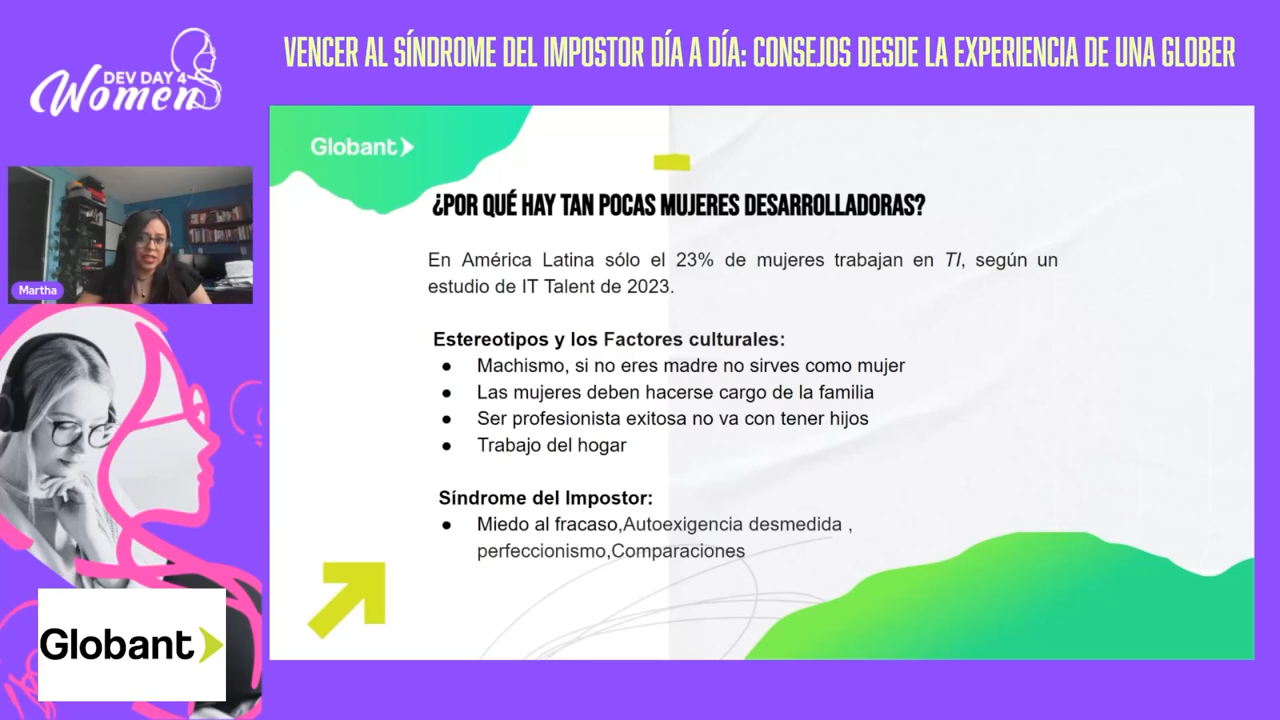 DEV DAY 4
Women
VENCER AL SÍNDROME DEL IMPOSTOR DÍA A DÍA: CONSEJOS DESDE LA EXPERIENCIA DE UNA GLOBER
Martha
Globant
Globant
¿POR QUÉ HAY TAN POCAS MUJERES DESARROLLADORAS?
En América Latina sólo el 23% de mujeres trabajan en TI, según un
estudio de IT Talent de 2023.
Estereotipos y los Factores culturales:
● Machismo, si no eres madre no sirves como mujer
● Las mujeres deben hacerse cargo de la familia
● Ser profesionista exitosa no va con tener hijos
● Trabajo del hogar
Síndrome del Impostor:
● Miedo al fracaso,Autoexigencia desmedida ,
perfeccionismo,Comparaciones